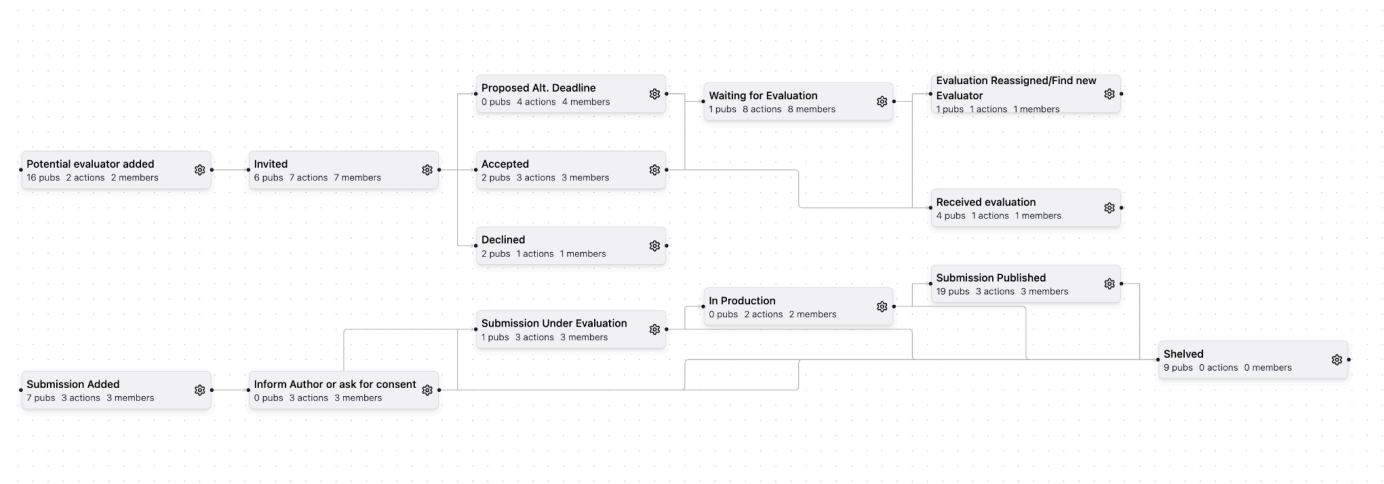 Potential evaluator added
16 pubs 2 actions 2 members
Invited
6 pubs 7 actions 7 members
Proposed Alt. Deadline
0 pubs 4 actions 4 members
Accepted
2 pubs 3 actions 3 members
Declined
2 pubs 1 actions 1 members
Waiting for Evaluation
1 pubs 8 actions 8 members
Evaluation Reassigned/Find new
Evaluator
1 pubs 1 actions 1 members
Received evaluation
4 pubs 1 actions 1 members
Submission Added
7 pubs 3 actions 3 members
Inform Author or ask for consent
0 pubs 3 actions 3 members
Submission Under Evaluation
1 pubs 3 actions 3 members
In Production
0 pubs 2 actions 2 members
Submission Published
19 pubs 3 actions 3 members
Shelved
9 pubs 0 actions 0 members